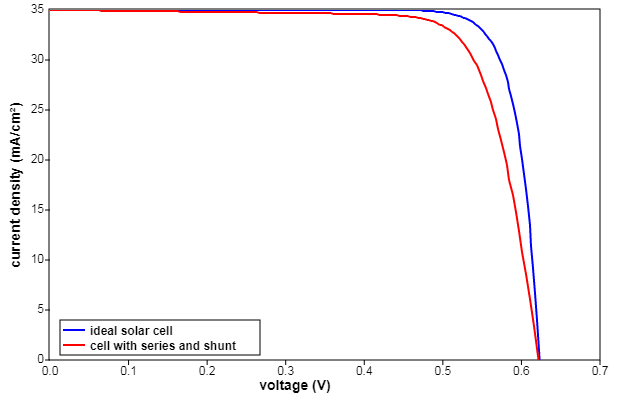 35
30
25
20
15
10
5
0
current density (mA/cm²)
ideal solar cell
cell with series and shunt
0.0 0.1 0.2 0.3 0.4 0.5 0.6 0.7
voltage (V)